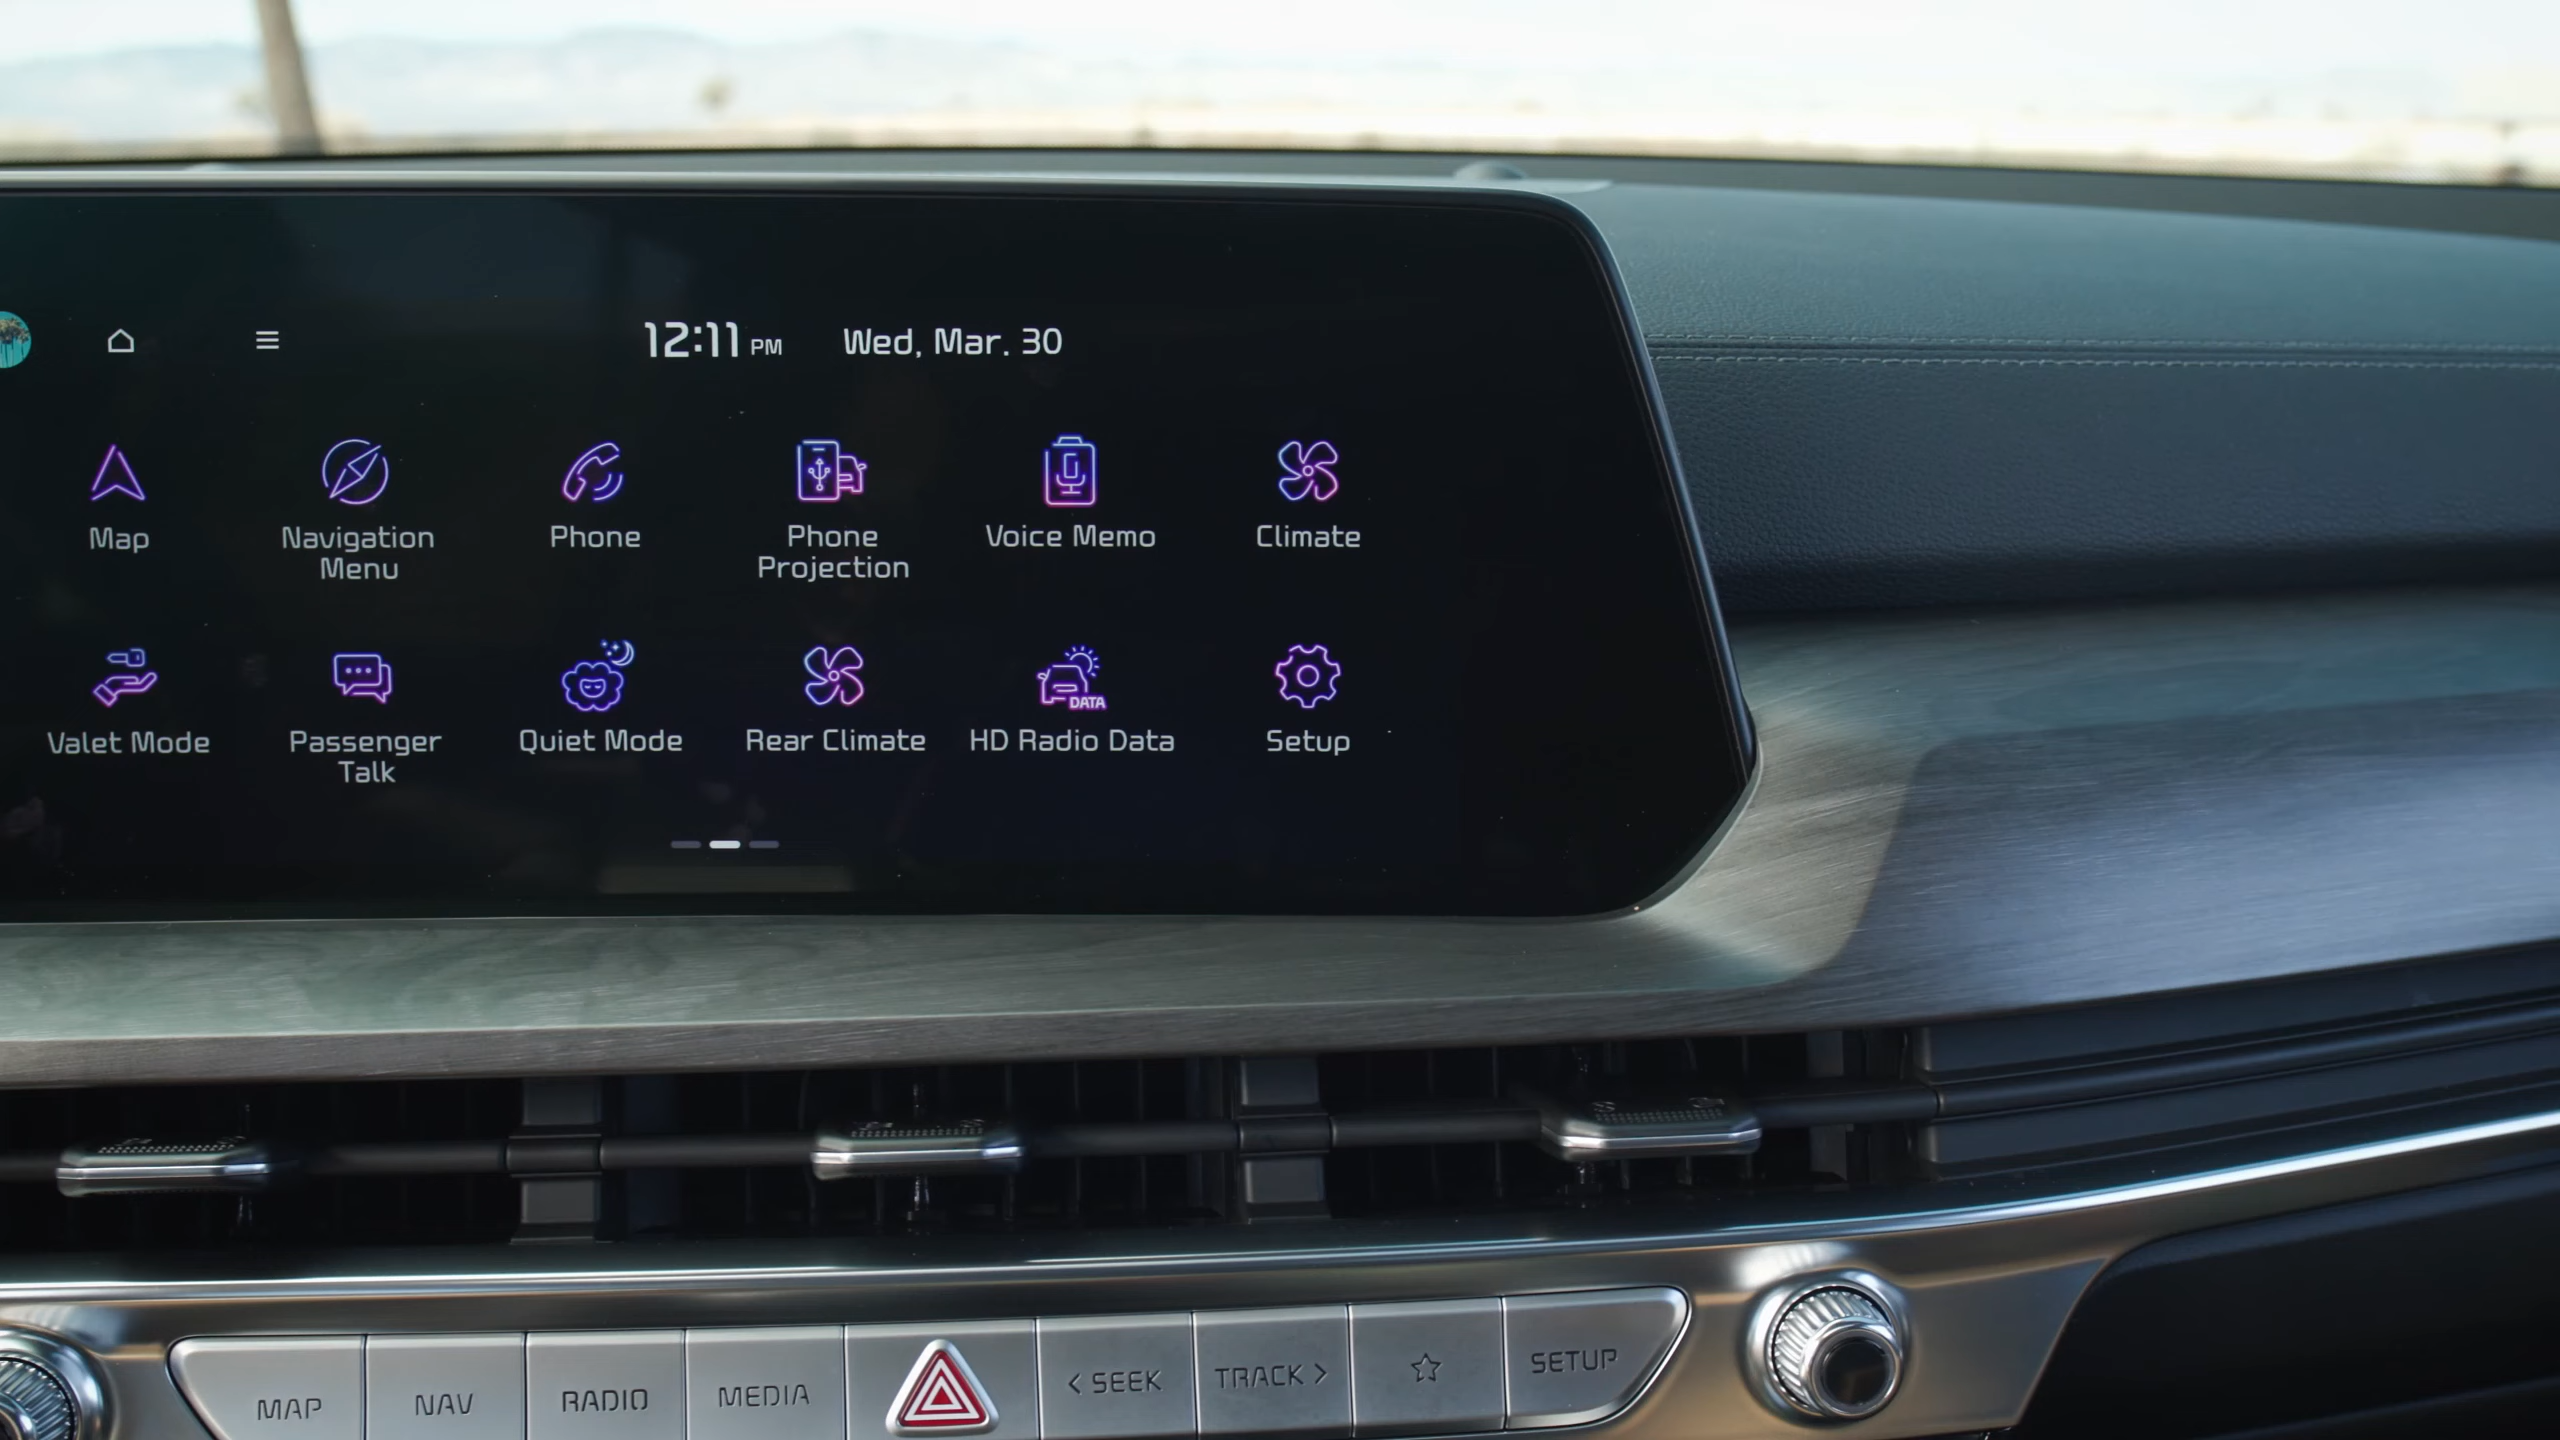 12:11 PM Wed, Mar. 30
Map
Navigation
Menu
Phone
Phone
Projection
Voice Memo
Climate
Valet Mode
Passenger
Talk
Quiet Mode
Rear Climate
DATA
HD Radio Data
Setup
MAP
NAV
RADIO
MEDIA
< SEEK
TRACK >
SETUP